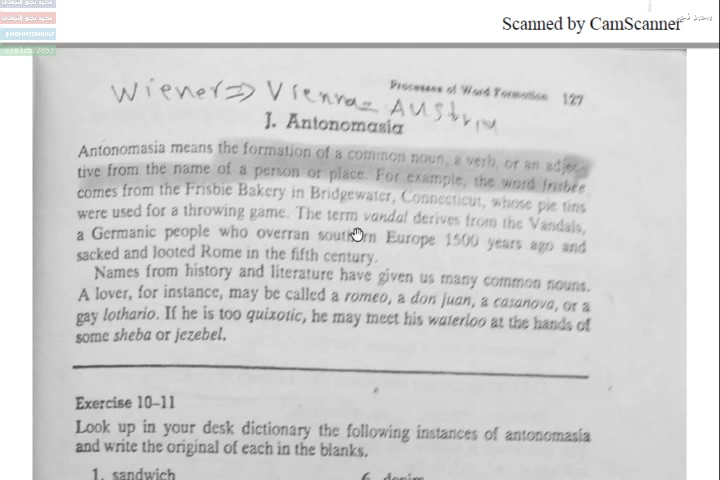 Scanned by CamScanner
Wiener => Vienna = Austria
Processes of Word Formation 127
J. Antonomasia
Antonomasia means the formation of a common noun, a verb, or an adjec-
tive from the name of a person or place. For example, the word frisbee
comes from the Frisbie Bakery in Bridgewater, Connecticut, whose pie tins
were used for a throwing game. The term vandal derives from the Vandals,
a Germanic people who overran southern Europe 1500 years ago and
sacked and looted Rome in the fifth century.
Names from history and literature have given us many common nouns.
A lover, for instance, may be called a romeo, a don juan, a casanova, or a
gay lothario. If he is too quixotic, he may meet his waterloo at the hands of
some sheba or jezebel.
Exercise 10-11
Look up in your desk dictionary the following instances of antonomasia
and write the original of each in the blanks.
1. sandwich 6. denim